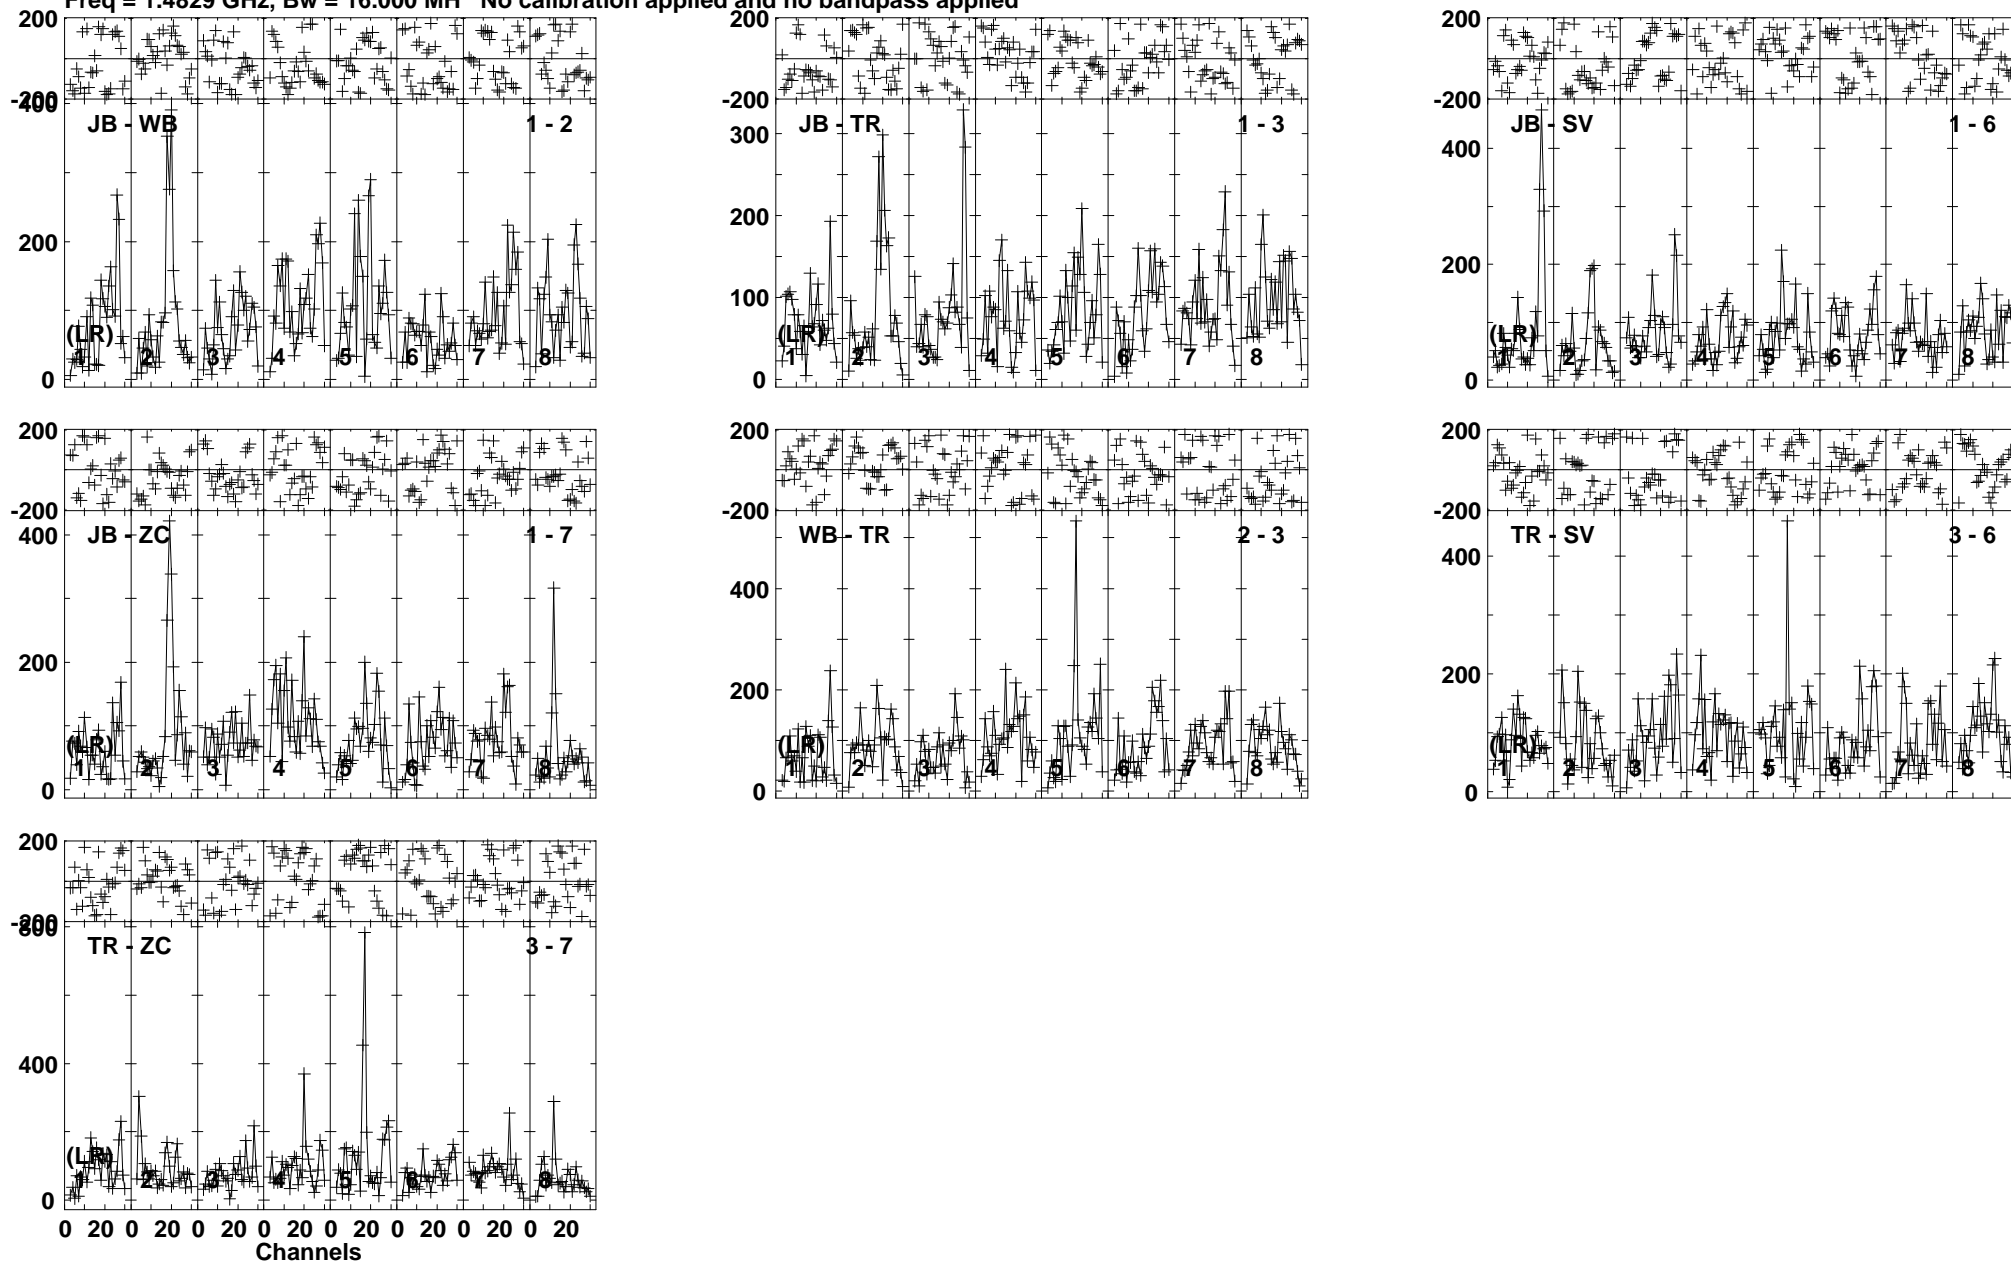 Freq = 1.4829 GHz, Bw = 16.000 MH No calibration applied and no bandpass applied
200 200 200
-200 -200 -200
400 JB - WB 1 - 2 300 JB - TR 1 - 3 400 JB - SV 1 - 6
200 200 200
100
(LR) (LR) (LR)
1 2 3 4 5 6 7 8 1 2 3 4 5 6 7 8 1 2 3 4 5 6 7 8
0 0 0
200 200 200
-200 -200 -200
400 JB - ZC 1 - 7 WB - TR 2 - 3 TR - SV 3 - 6
400 400
200 200 200
(LR) (LR) (LR)
1 2 3 4 5 6 7 8 1 2 3 4 5 6 7 8 1 2 3 4 5 6 7 8
0 0 0
200
-200
800 TR - ZC 3 - 7
400
(LR)
1 2 3 4 5 6 7 8
0
0 20 0 20 0 20 0 20 0 20 0 20 0 20 0 20
Channels